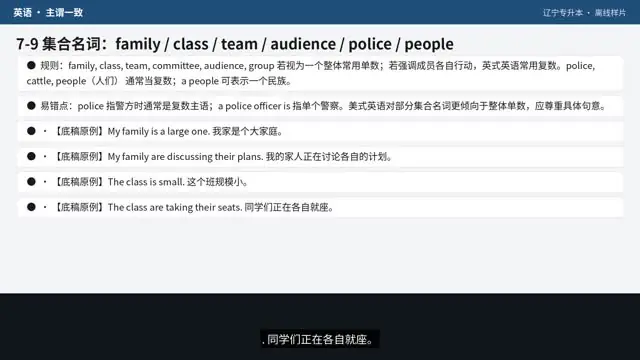 英语 · 主谓一致
辽宁专升本 · 离线样片
7-9 集合名词：family / class / team / audience / police / people
● 规则：family, class, team, committee, audience, group 若视为一个整体常用单数；若强调成员各自行动，英式英语常用复数。police,
cattle, people（人们） 通常当复数；a people 可表示一个民族。
● 易错点：police 指警方时通常是复数主语；a police officer is 指单个警察。美式英语对部分集合名词更倾向于整体单数，应尊重具体句意。
● · 【底稿原例】My family is a large one. 我家是个大家庭。
● · 【底稿原例】My family are discussing their plans. 我的家人正在讨论各自的计划。
● · 【底稿原例】The class is small. 这个班规模小。
● · 【底稿原例】The class are taking their seats. 同学们正在各自就座。
. 同学们正在各自就座。